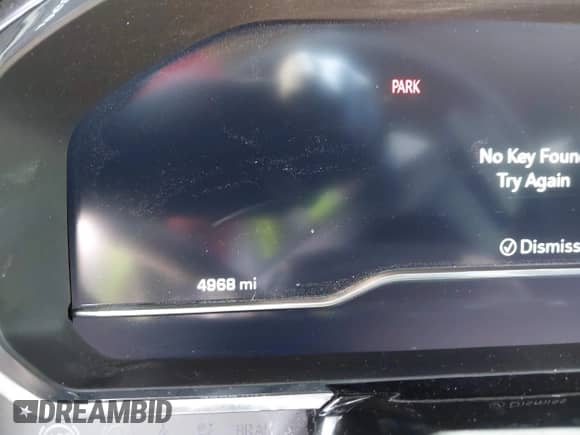 PARK
No Key Foun
Try Again
Dismiss
4968 mi
DREAMBID